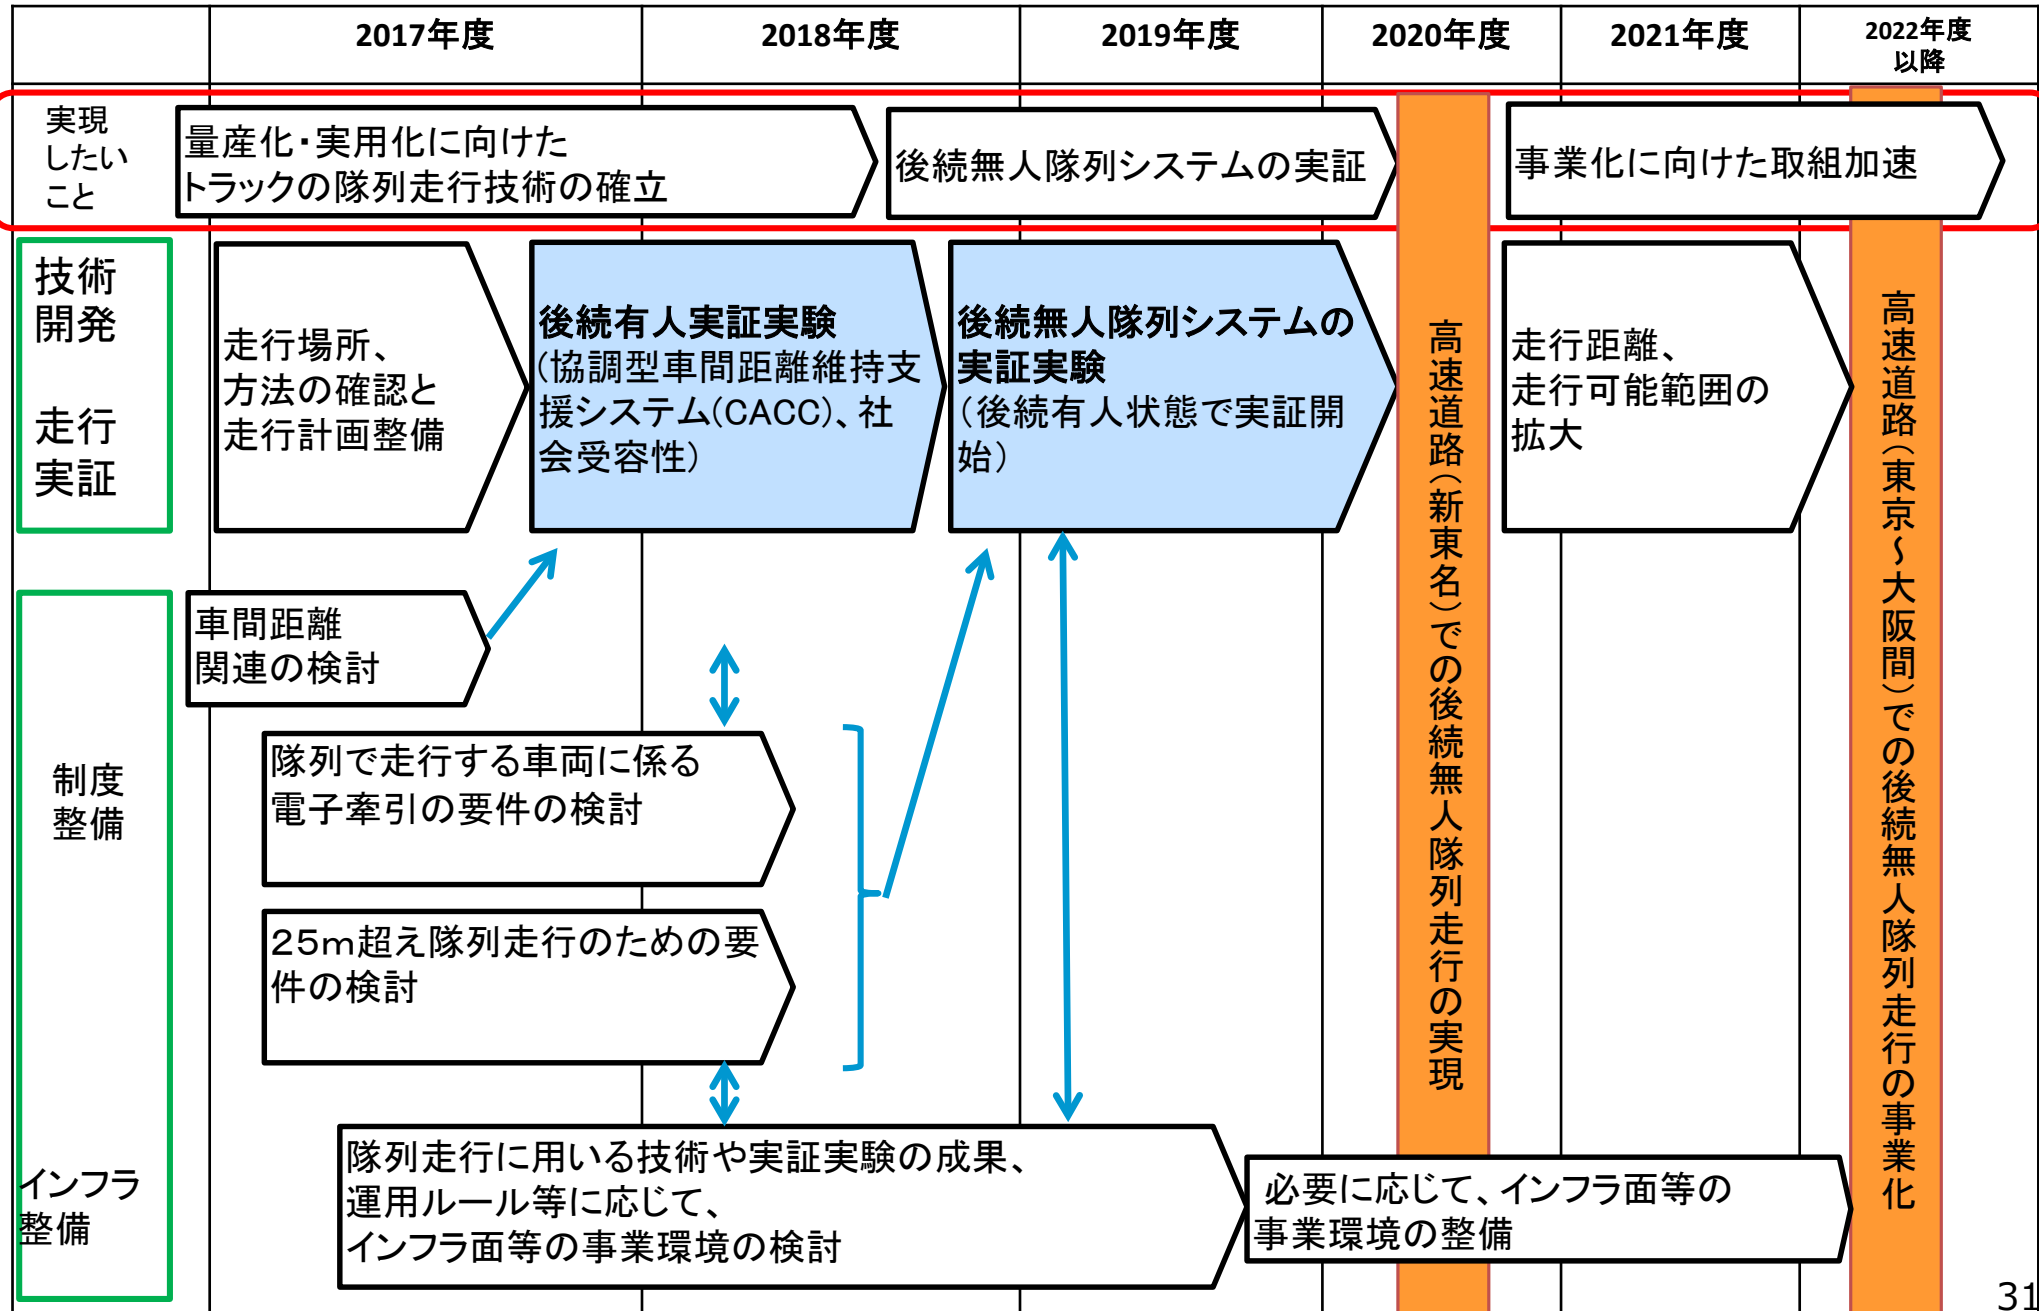 2017年度
2018年度
2019年度
2020年度
2021年度
2022年度
以降
実現
したい
こと
量産化・実用化に向けた
トラックの隊列走行技術の確立
後続無人隊列システムの実証
事業化に向けた取組加速
技術
開発
走行
実証
走行場所、
方法の確認と
走行計画整備
後続有人実証実験
(協調型車間距離維持支
援システム(CACC)、社
会受容性)
後続無人隊列システムの
実証実験
(後続有人状態で実証開
始)
高速道路(新東名)での後続無人隊列走行の実現
走行距離、
走行可能範囲の
拡大
高速道路(東京～大阪間)での後続無人隊列走行の事業化
制度
整備
車間距離
関連の検討
隊列で走行する車両に係る
電子牽引の要件の検討
25m超え隊列走行のための要
件の検討
インフラ
整備
隊列走行に用いる技術や実証実験の成果、
運用ルール等に応じて、
インフラ面等の事業環境の検討
必要に応じて、インフラ面等の
事業環境の整備
31